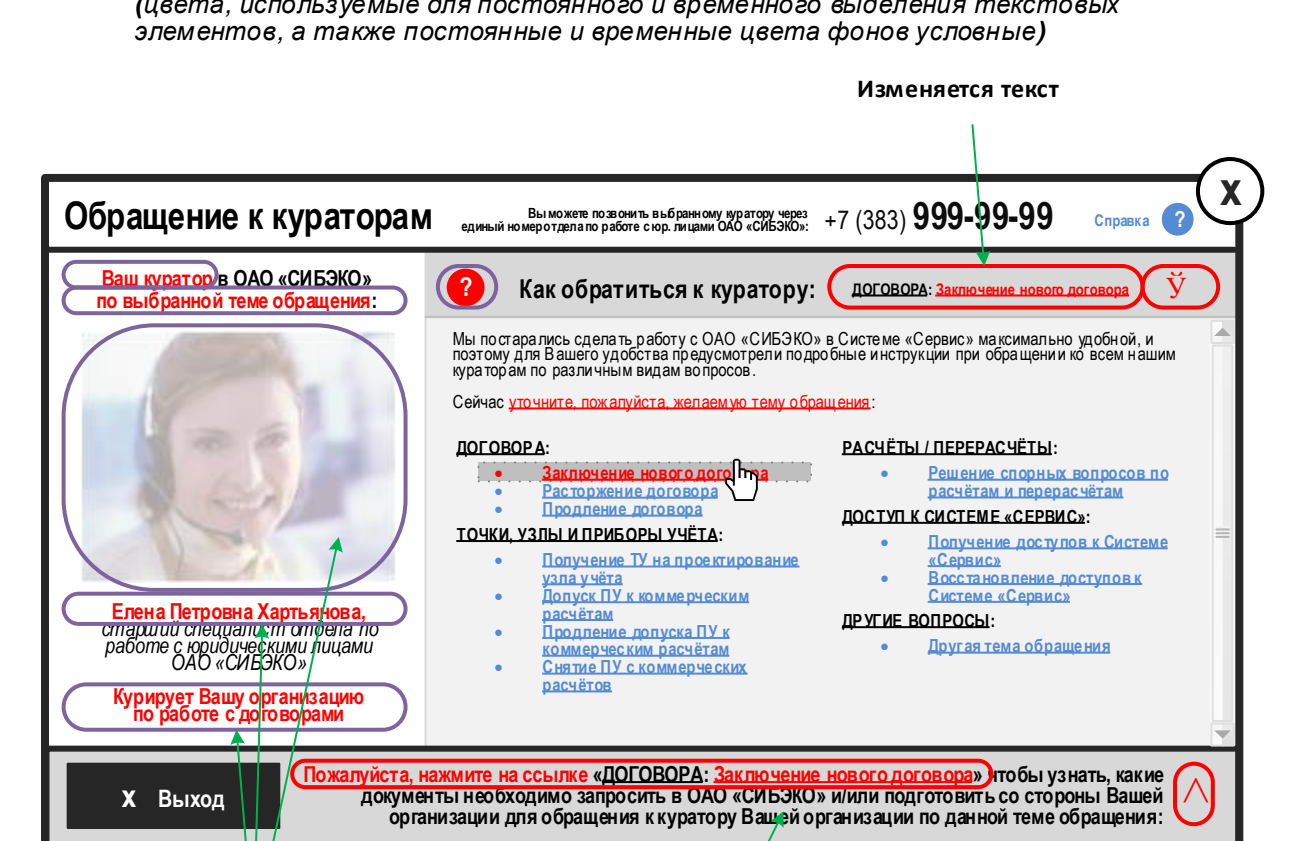 (цвета, используемые для постоянного и временного выделения текстовых
элементов, а также постоянные и временные цвета фонов условные)
Изменяется текст
X
Обращение к кураторам
Вы можете позвонить выбранному куратору через
единый номер отдела по работе с юр. лицами ОАО «СИБЭКО»:
+7 (383) 999-99-99
Справка ?
Ваш куратор в ОАО «СИБЭКО»
по выбранной теме обращения:
? Как обратиться к куратору:
ДОГОВОРА: Заключение нового договора
Ў
Мы постарались сделать работу с ОАО «СИБЭКО» в Системе «Сервис» максимально удобной, и
поэтому для Вашего удобства предусмотрели подробные инструкции при обращении ко всем нашим
кураторам по различным видам вопросов.
Сейчас уточните, пожалуйста, желаемую тему обращения:
ДОГОВОРА:
• Заключение нового договора
• Расторжение договора
• Продление договора
ТОЧКИ, УЗЛЫ И ПРИБОРЫ УЧЁТА:
• Получение ТУ на проектирование
узла учёта
• Допуск ПУ к коммерческим
расчётам
• Продление допуска ПУ к
коммерческим расчётам
• Снятие ПУ с коммерческих
расчётов
РАСЧЁТЫ / ПЕРЕРАСЧЁТЫ:
• Решение спорных вопросов по
расчётам и перерасчётам
ДОСТУП К СИСТЕМЕ «СЕРВИС»:
• Получение доступов к Системе
«Сервис»
• Восстановление доступов к
Системе «Сервис»
ДРУГИЕ ВОПРОСЫ:
• Другая тема обращения
Елена Петровна Хартьянова,
старший специалист отдела по
работе с юридическими лицами
ОАО «СИБЭКО»
Курирует Вашу организацию
по работе с договорами
X Выход
Пожалуйста, нажмите на ссылке «ДОГОВОРА: Заключение нового договора» чтобы узнать, какие
документы необходимо запросить в ОАО «СИБЭКО» и/или подготовить со стороны Вашей
организации для обращения к куратору Вашей организации по данной теме обращения: